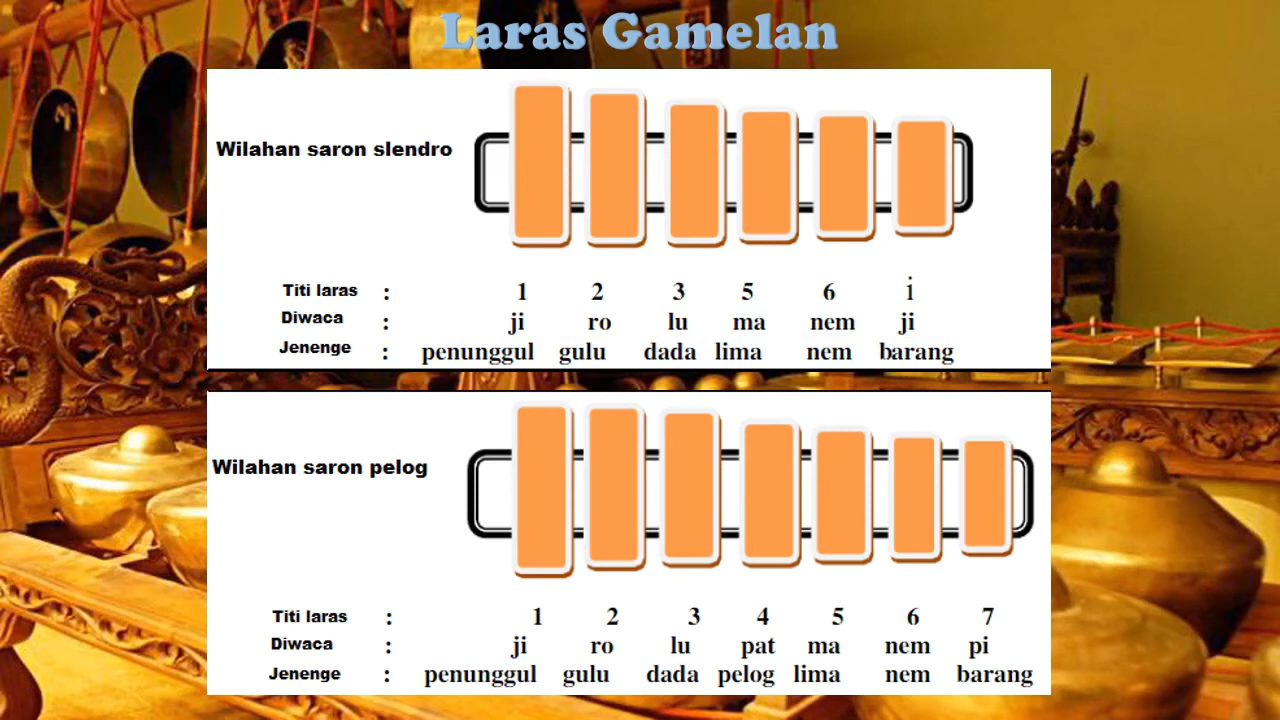 Laras Gamelan
Wilahan saron slendro
Titi laras : 1 2 3 5 6 i
Diwaca : ji ro lu ma nem ji
Jenenge : penunggul gulu dada lima nem barang
Wilahan saron pelog
Titi laras : 1 2 3 4 5 6 7
Diwaca : ji ro lu pat ma nem pi
Jenenge : penunggul gulu dada pelog lima nem barang